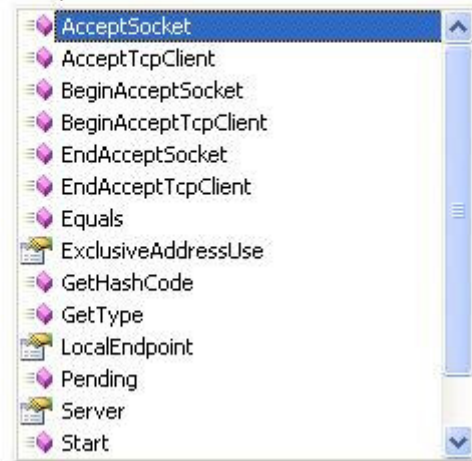 AcceptSocket
AcceptTcpClient
BeginAcceptSocket
BeginAcceptTcpClient
EndAcceptSocket
EndAcceptTcpClient
Equals
ExclusiveAddressUse
GetHashCode
GetType
LocalEndpoint
Pending
Server
Start